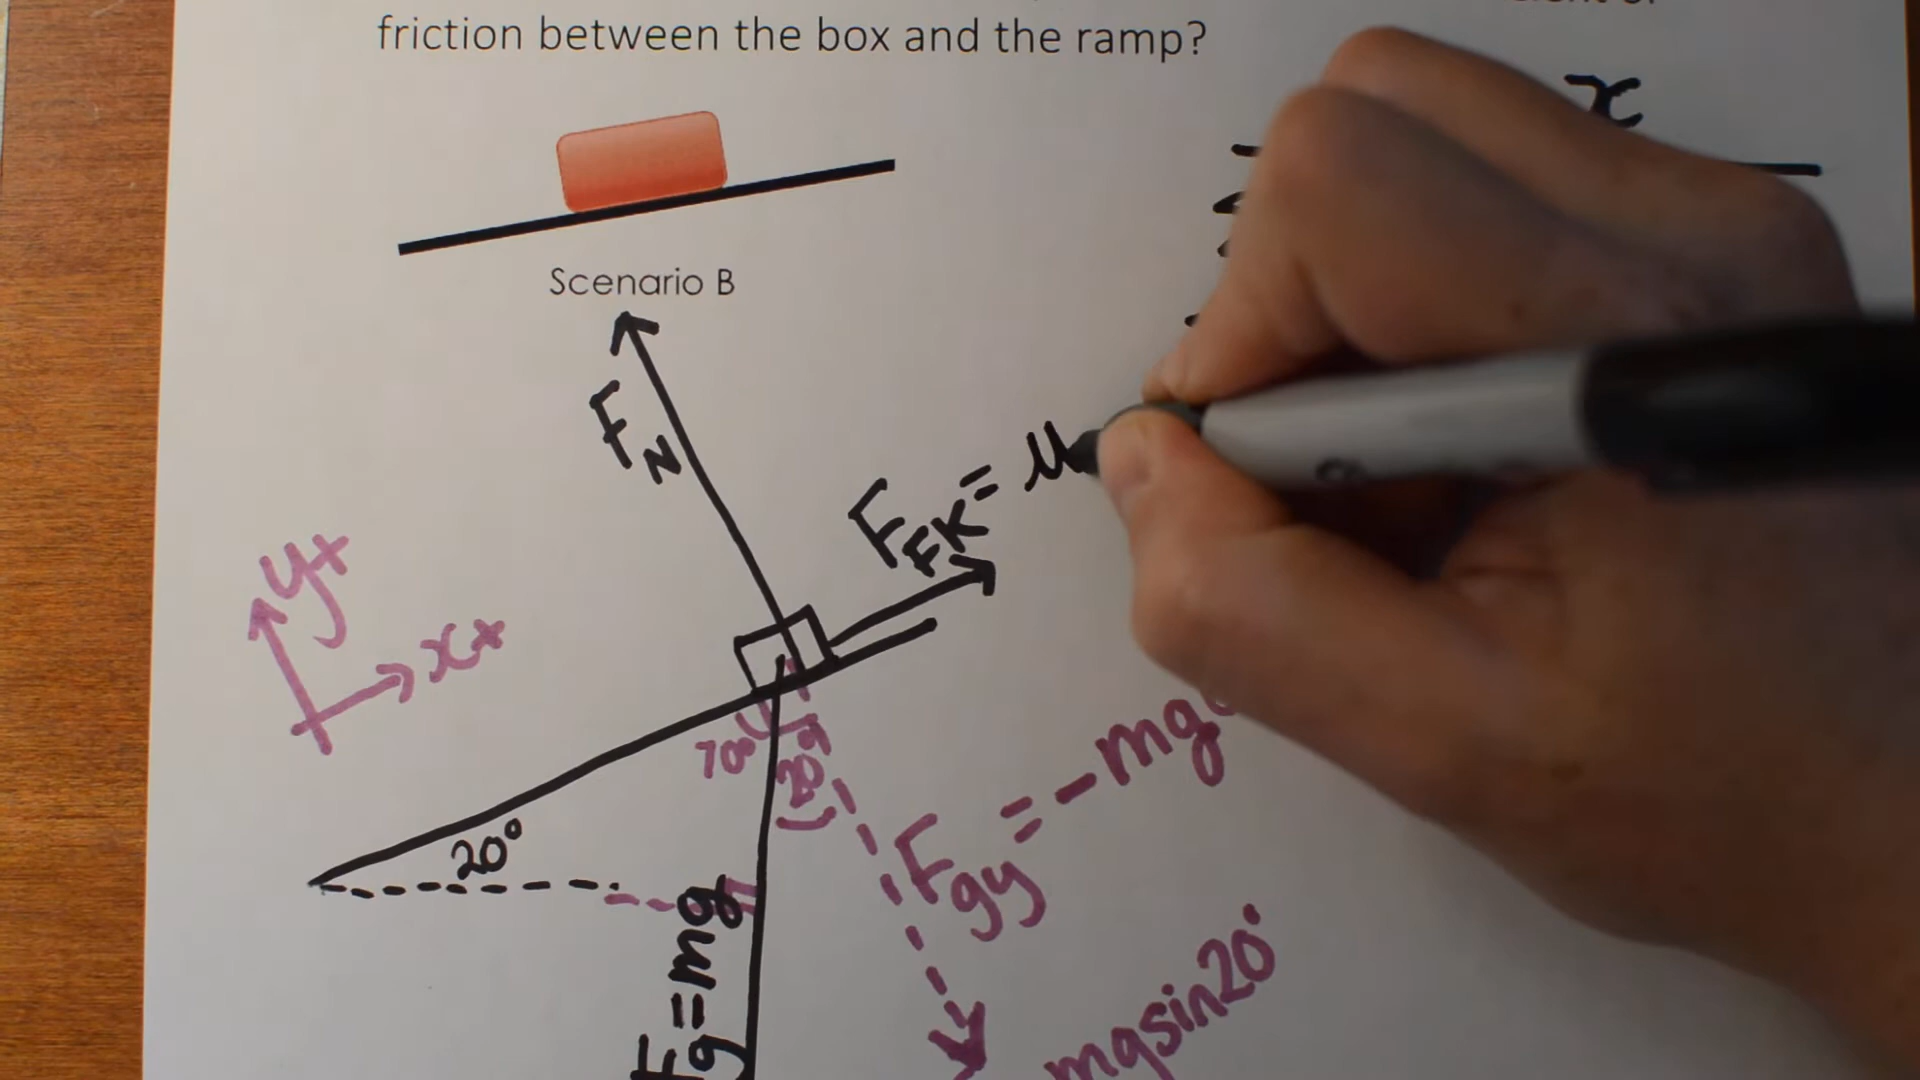 friction between the box and the ramp?
x
Scenario B
F_N
F_FK = μ
y+
x+
70°
20°
20°
F_gy = -mg
F_g = mg
mgsin20°